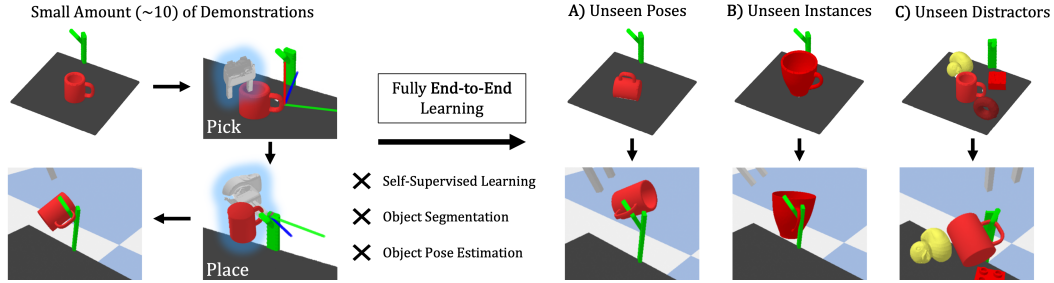 Small Amount (~10) of Demonstrations
Pick
Place
Fully End-to-End
Learning
Self-Supervised Learning
Object Segmentation
Object Pose Estimation
A) Unseen Poses
B) Unseen Instances
C) Unseen Distractors